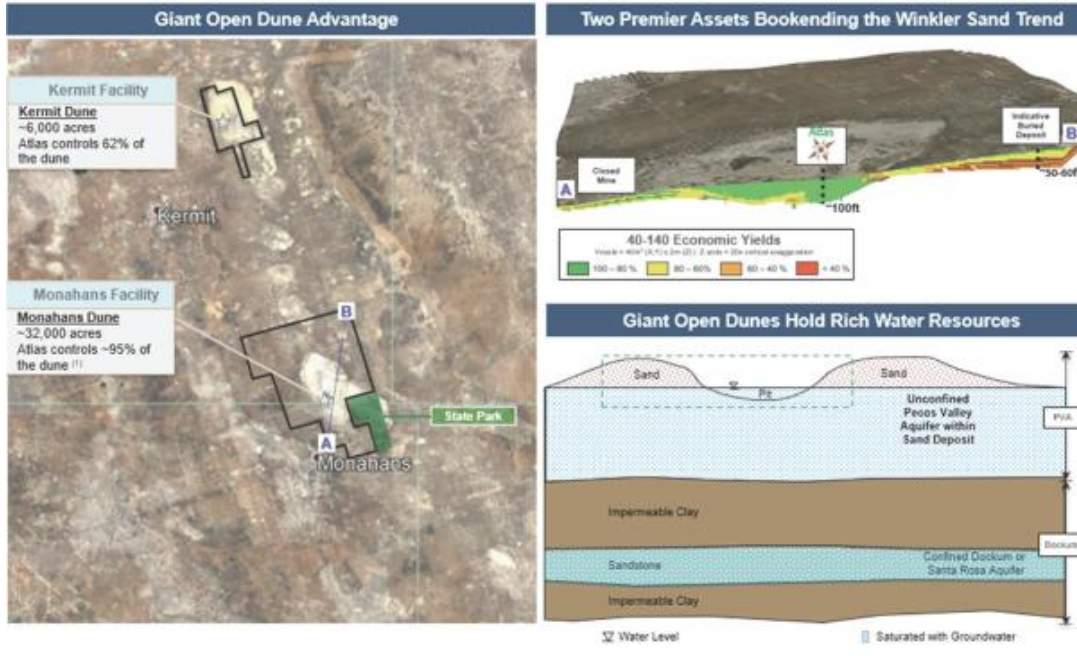 Giant Open Dune Advantage
Kermit Facility
Kermit Dune
~6,000 acres
Atlas controls 62% of
the dune
Kermit
Monahans Facility
Monahans Dune
~32,000 acres
Atlas controls ~95% of
the dune (1)
B
State Park
A
Monahans
Two Premier Assets Bookending the Winkler Sand Trend
Atlas
Indicative
Buried
Deposit
B
Closed
Mine
A
~50-60ft
~100ft
40-140 Economic Yields
100 – 80 %
80 – 60%
60 – 40 %
< 40 %
Giant Open Dunes Hold Rich Water Resources
Sand
Sand
Pit
Unconfined
Pecos Valley
Aquifer within
Sand Deposit
PVA
Impermeable Clay
Dockum
Sandstone
Confined Dockum or
Santa Rosa Aquifer
Impermeable Clay
Water Level
Saturated with Groundwater